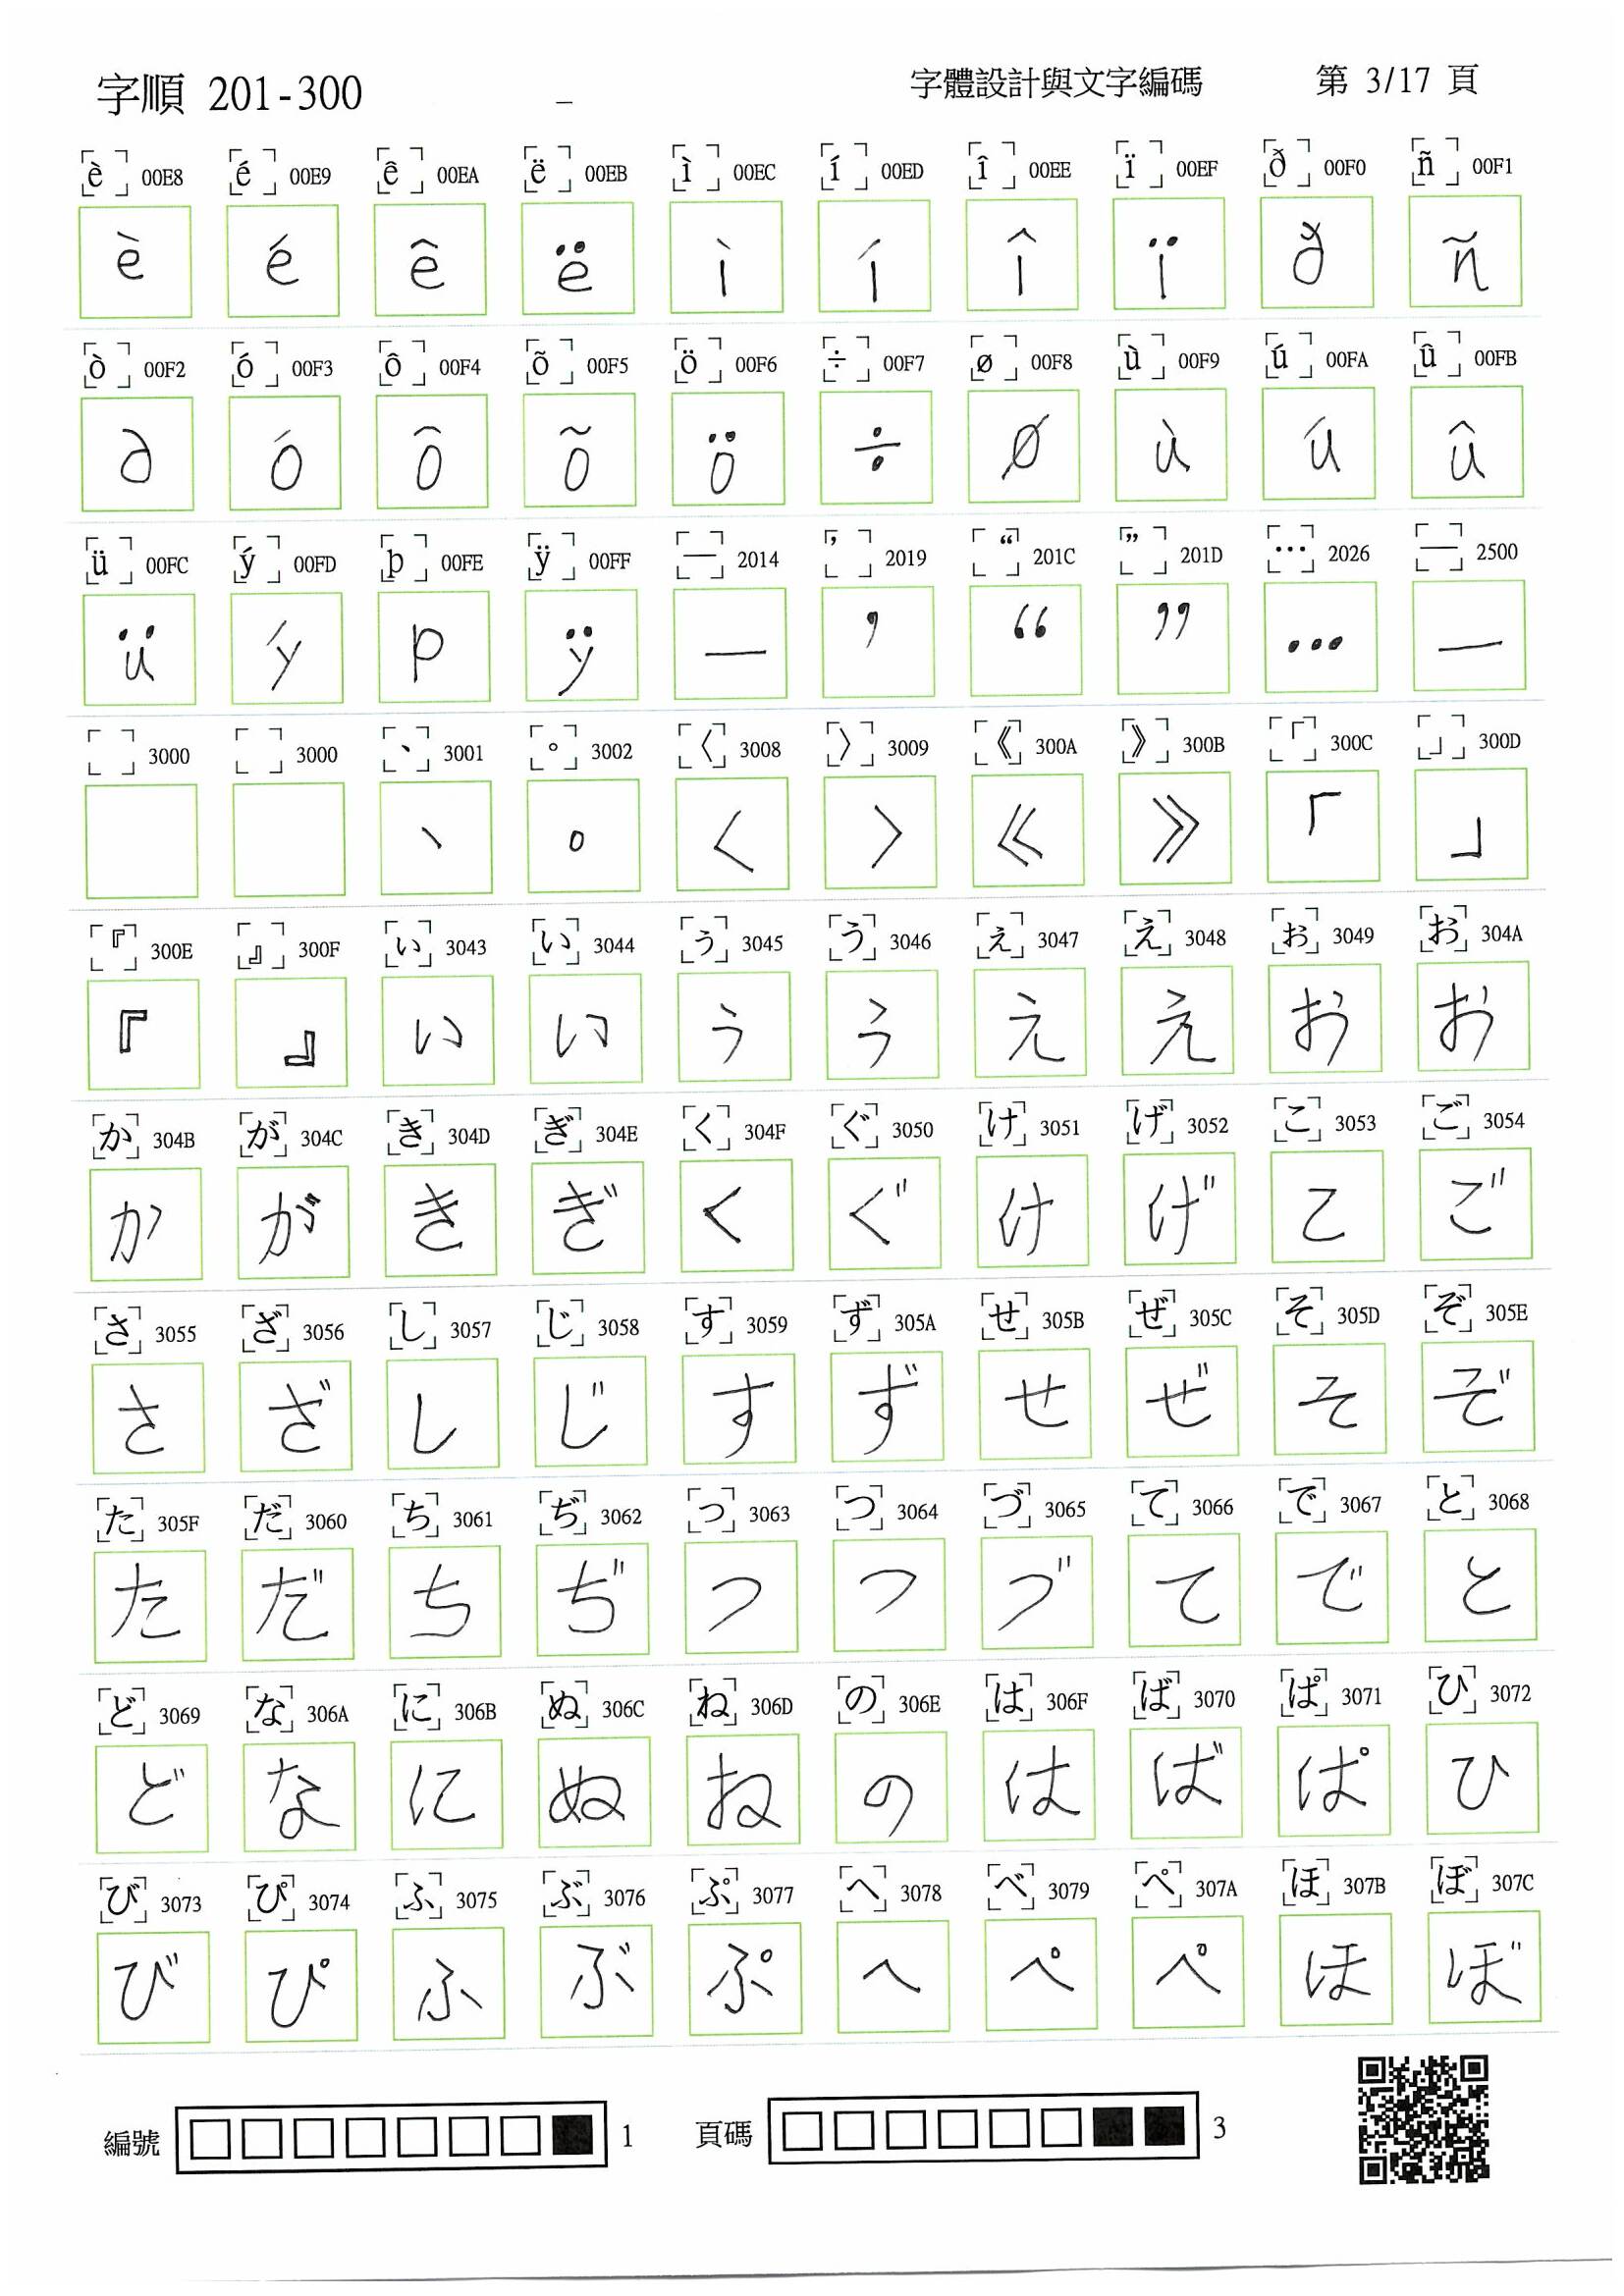 字順 201-300 – 字體設計與文字編碼 第 3/17 頁
è 00E8 é 00E9 ê 00EA ë 00EB ì 00EC í 00ED î 00EE ï 00EF ð 00F0 ñ 00F1
è é ê ë ì í î ï ð ñ
ò 00F2 ó 00F3 ô 00F4 õ 00F5 ö 00F6 ÷ 00F7 ø 00F8 ù 00F9 ú 00FA û 00FB
∂ ó ô õ ö ÷ ø ù ú û
ü 00FC ý 00FD þ 00FE ÿ 00FF — 2014 ’ 2019 “ 201C ” 201D … 2026 ─ 2500
ü ý p ÿ — ’ “ ” … ─
3000 3000 、 3001 。 3002 〈 3008 〉 3009 《 300A 》 300B 「 300C 」 300D
、 。 〈 〉 《 》 「 」
『 300E 』 300F ぃ 3043 い 3044 ぅ 3045 う 3046 ぇ 3047 え 3048 ぉ 3049 お 304A
『 』 ぃ い ぅ う ぇ え ぉ お
か 304B が 304C き 304D ぎ 304E く 304F ぐ 3050 け 3051 げ 3052 こ 3053 ご 3054
か が き ぎ く ぐ け げ こ ご
さ 3055 ざ 3056 し 3057 じ 3058 す 3059 ず 305A せ 305B ぜ 305C そ 305D ぞ 305E
さ ざ し じ す ず せ ぜ そ ぞ
た 305F だ 3060 ち 3061 ぢ 3062 っ 3063 つ 3064 づ 3065 て 3066 で 3067 と 3068
た だ ち ぢ っ つ づ て で と
ど 3069 な 306A に 306B ぬ 306C ね 306D の 306E は 306F ば 3070 ぱ 3071 ひ 3072
ど な に ぬ ね の は ば ぱ ひ
び 3073 ぴ 3074 ふ 3075 ぶ 3076 ぷ 3077 へ 3078 べ 3079 ぺ 307A ほ 307B ぼ 307C
び ぴ ふ ぶ ぷ へ ぺ ぺ ほ ぼ
編號 1 頁碼 3